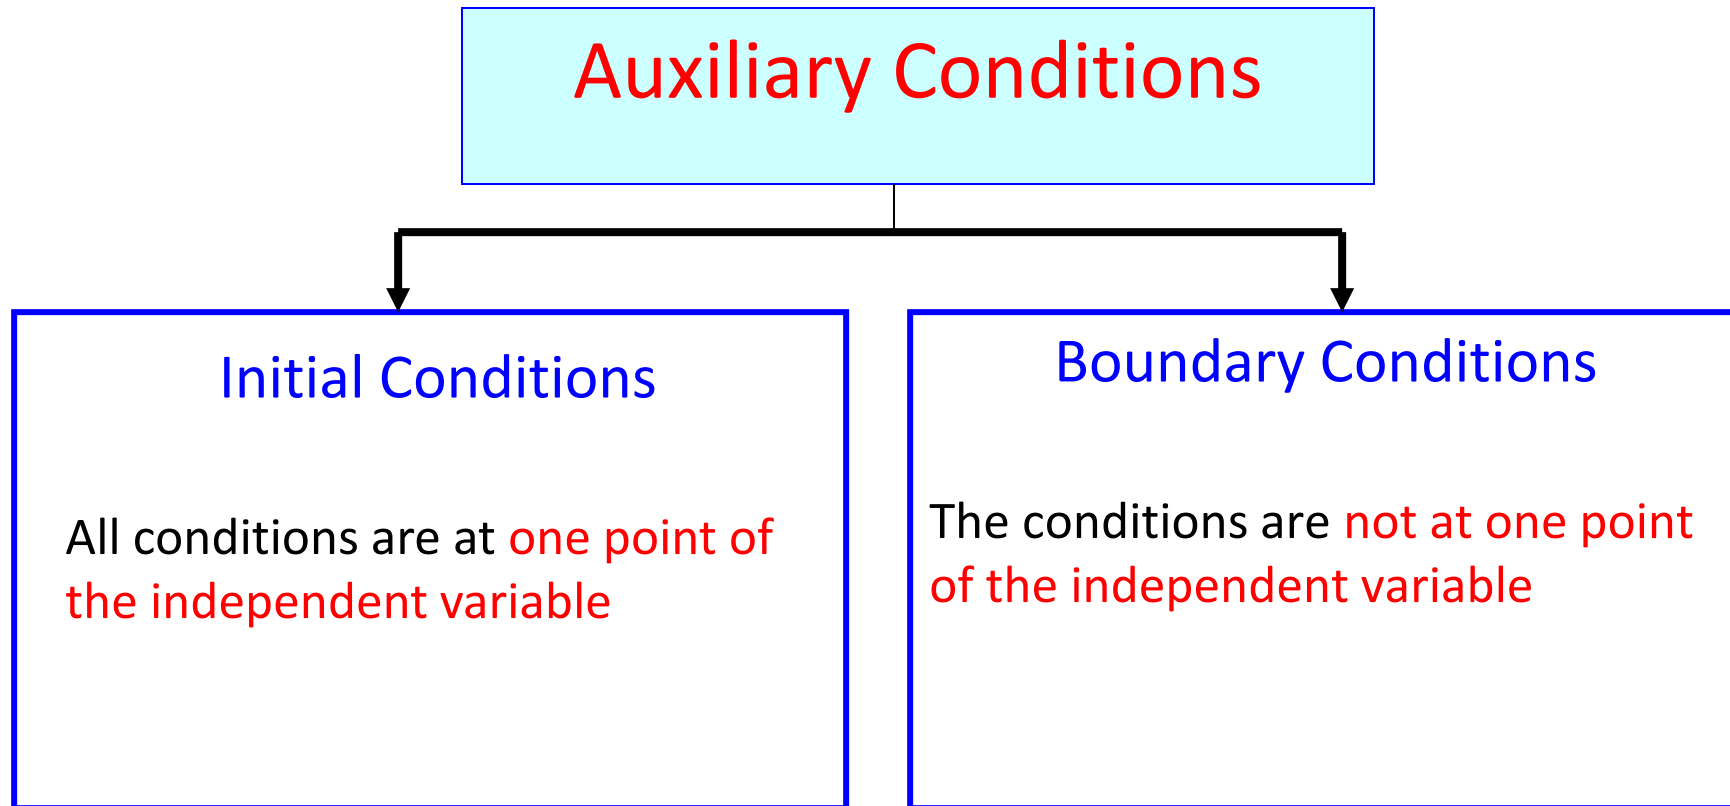 Auxiliary Conditions
Initial Conditions
All conditions are at one point of
the independent variable
Boundary Conditions
The conditions are not at one point
of the independent variable